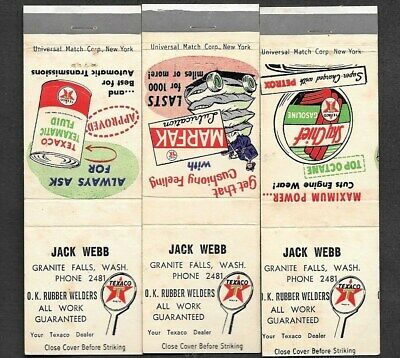 Universal Match Corp., New York
ALWAYS ASK
FOR
TEXACO
TEXAMATIC
FLUID
APPROVED
and...
Best for
Automatic Transmissions
JACK WEBB
GRANITE FALLS, WASH.
PHONE 2481
O.K. RUBBER WELDERS
ALL WORK
GUARANTEED
TEXACO
T
Your Texaco Dealer
Close Cover Before Striking
Universal Match Corp., New York
Get that
Cushiony Feeling
with
MARFAK
Lubrication
LASTS
for 1000
miles or more!
JACK WEBB
GRANITE FALLS, WASH.
PHONE 2481
O.K. RUBBER WELDERS
ALL WORK
GUARANTEED
TEXACO
T
Your Texaco Dealer
Close Cover Before Striking
Universal Match Corp., New York
MAXIMUM POWER...
Cuts Engine Wear!
TOP OCTANE
Sky Chief
GASOLINE
Super-Charged with
PETROX
JACK WEBB
GRANITE FALLS, WASH.
PHONE 2481
O.K. RUBBER WELDERS
ALL WORK
GUARANTEED
TEXACO
T
Your Texaco Dealer
Close Cover Before Striking